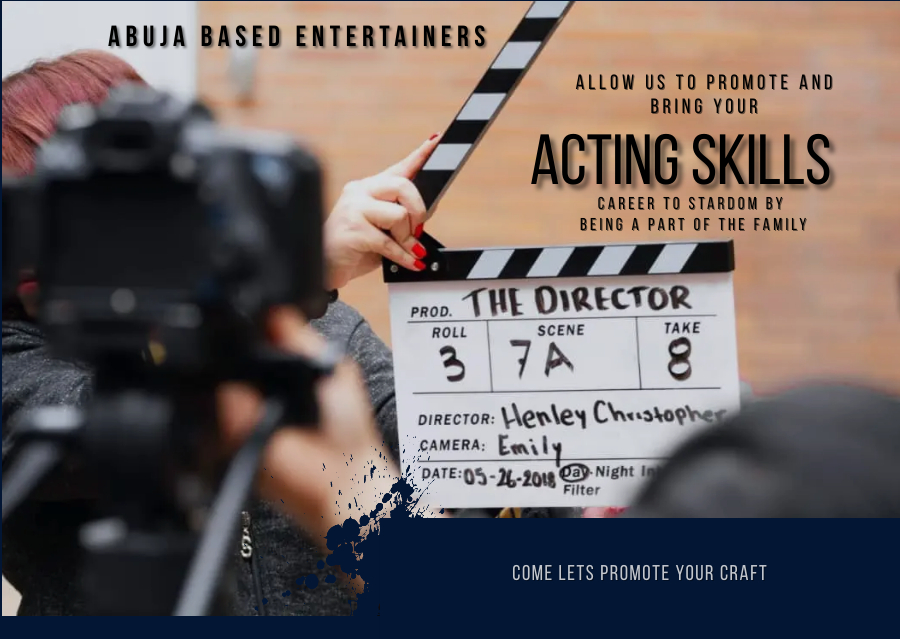 ABUJA BASED ENTERTAINERS
ALLOW US TO PROMOTE AND
BRING YOUR
ACTING SKILLS
CAREER TO STARDOM BY
BEING A PART OF THE FAMILY
PROD. THE DIRECTOR
ROLL SCENE TAKE
3 7A 8
DIRECTOR: Henley Christopher
CAMERA: Emily
DATE: 05-26-2018 Day-Night
Filter
COME LETS PROMOTE YOUR CRAFT